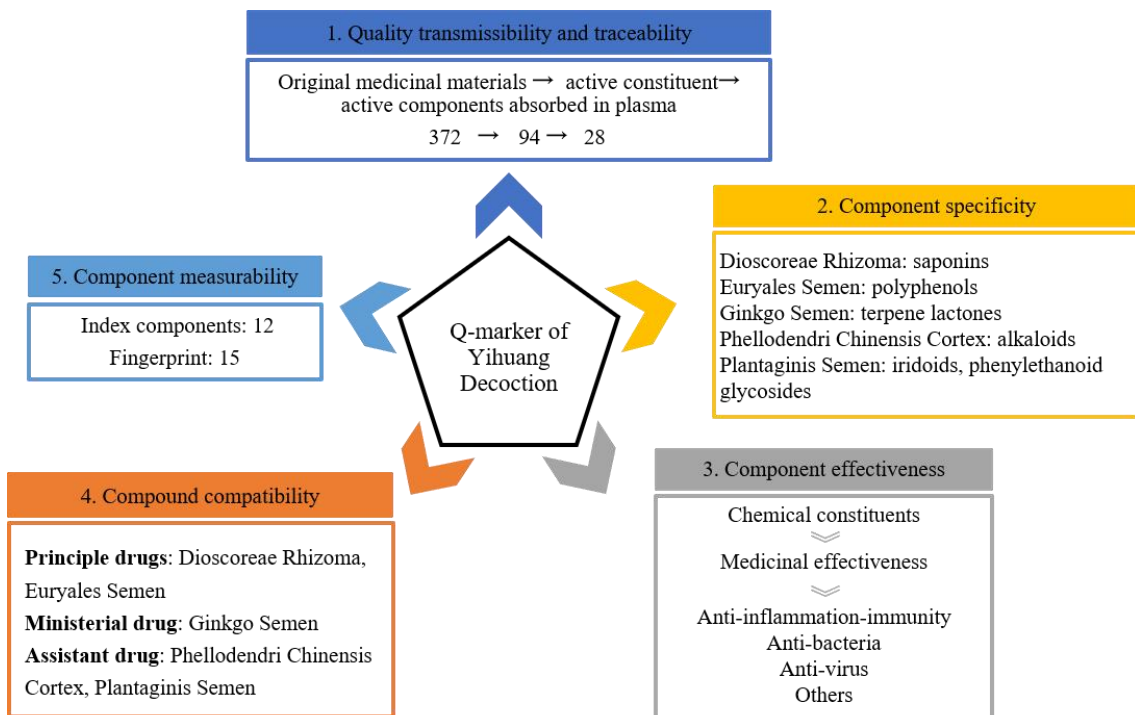 1. Quality transmissibility and traceability
Original medicinal materials → active constituent→
active components absorbed in plasma
372 → 94 → 28
2. Component specificity
Dioscoreae Rhizoma: saponins
Euryales Semen: polyphenols
Ginkgo Semen: terpene lactones
Phellodendri Chinensis Cortex: alkaloids
Plantaginis Semen: iridoids, phenylethanoid
glycosides
3. Component effectiveness
Chemical constituents
Medicinal effectiveness
Anti-inflammation-immunity
Anti-bacteria
Anti-virus
Others
4. Compound compatibility
Principle drugs: Dioscoreae Rhizoma,
Euryales Semen
Ministerial drug: Ginkgo Semen
Assistant drug: Phellodendri Chinensis
Cortex, Plantaginis Semen
5. Component measurability
Index components: 12
Fingerprint: 15
Q-marker of
Yihuang
Decoction